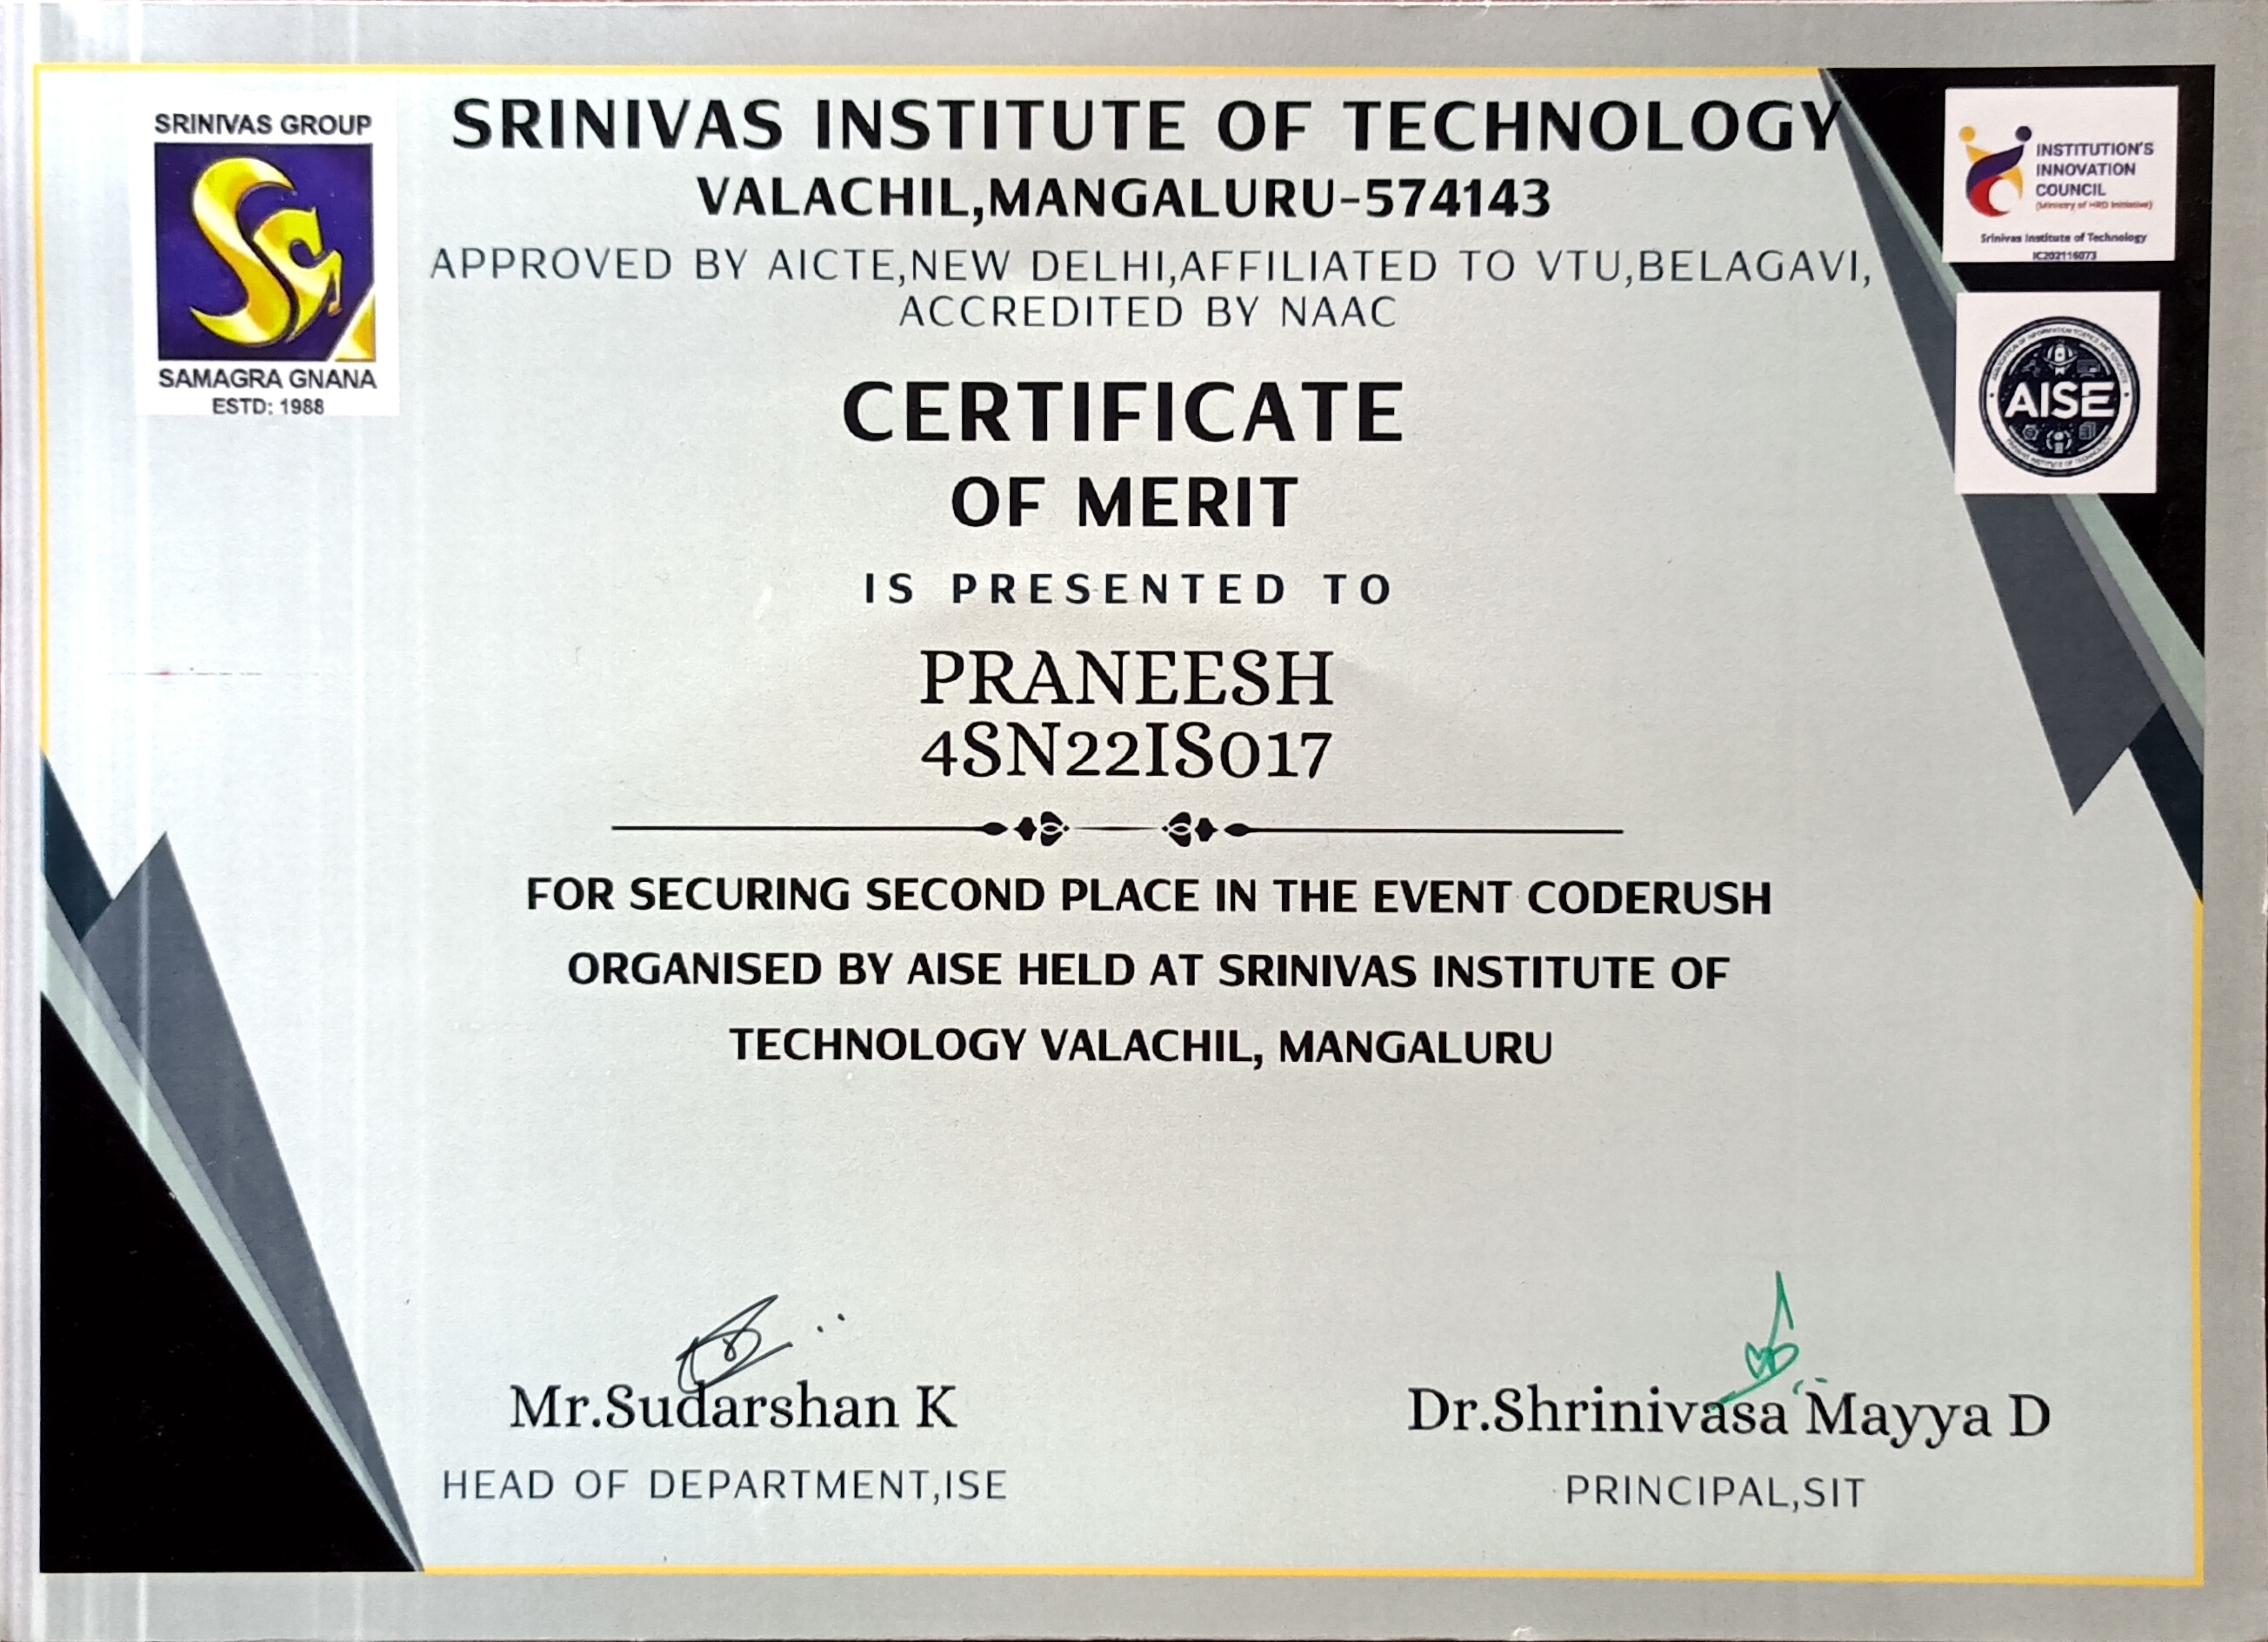 SRINIVAS GROUP
SAMAGRA GNANA
ESTD: 1988
SRINIVAS INSTITUTE OF TECHNOLOGY
VALACHIL,MANGALURU-574143
APPROVED BY AICTE,NEW DELHI,AFFILIATED TO VTU,BELAGAVI,
ACCREDITED BY NAAC
INSTITUTION'S
INNOVATION
COUNCIL
(Ministry of HRD Initiative)
Srinivas Institute of Technology
IC202116073
AISE
CERTIFICATE
OF MERIT
IS PRESENTED TO
PRANEESH
4SN22IS017
FOR SECURING SECOND PLACE IN THE EVENT CODERUSH
ORGANISED BY AISE HELD AT SRINIVAS INSTITUTE OF
TECHNOLOGY VALACHIL, MANGALURU
Mr.Sudarshan K
HEAD OF DEPARTMENT,ISE
Dr.Shrinivasa Mayya D
PRINCIPAL,SIT